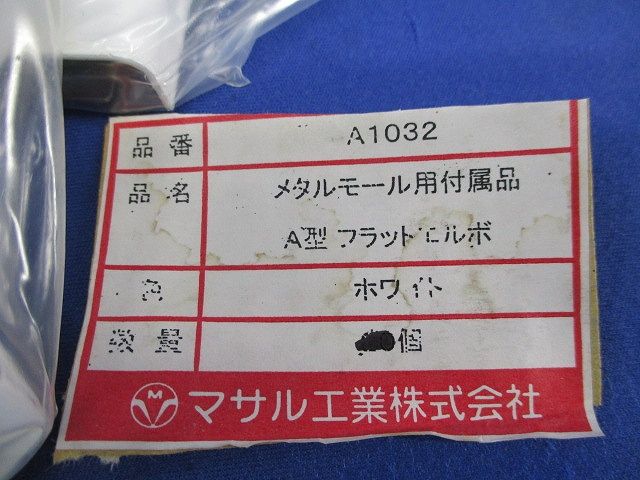 品番 A1032
品名 メタルモール用付属品
A型 フラットエルボ
色 ホワイト
数量 個
M マサル工業株式会社